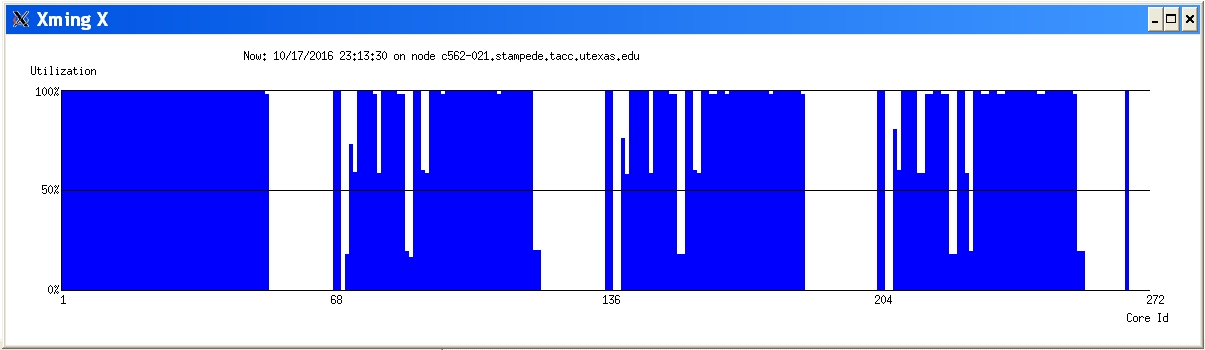 Xming X
Now: 10/17/2016 23:13:30 on node c562-021.stampede.tacc.utexas.edu
Utilization
100%
50%
0%
1 68 136 204 272
Core Id